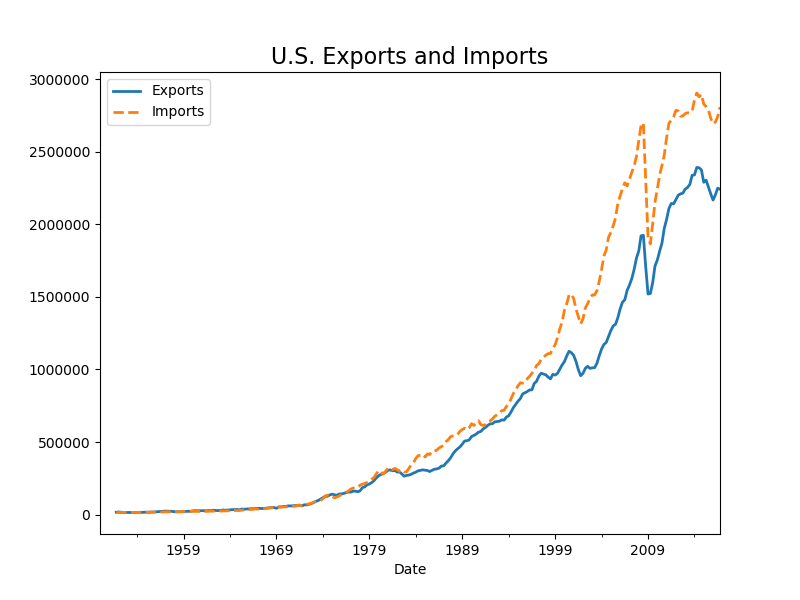 U.S. Exports and Imports
3000000
Exports
Imports
2500000
2000000
1500000
1000000
500000
0
1959 1969 1979 1989 1999 2009
Date